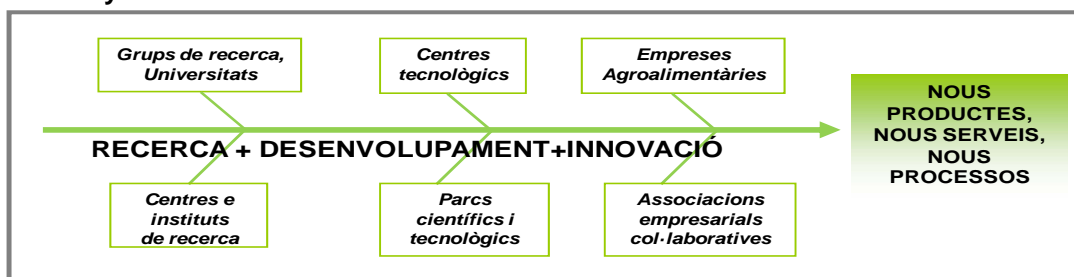 Grups de recerca,
Universitats
Centres
tecnològics
Empreses
Agroalimentàries
NOUS
PRODUCTES,
NOUS SERVEIS,
NOUS
PROCESSOS
RECERCA + DESENVOLUPAMENT+INNOVACIÓ
Centres e
instituts
de recerca
Parcs
científics i
tecnològics
Associacions
empresarials
col·laboratives